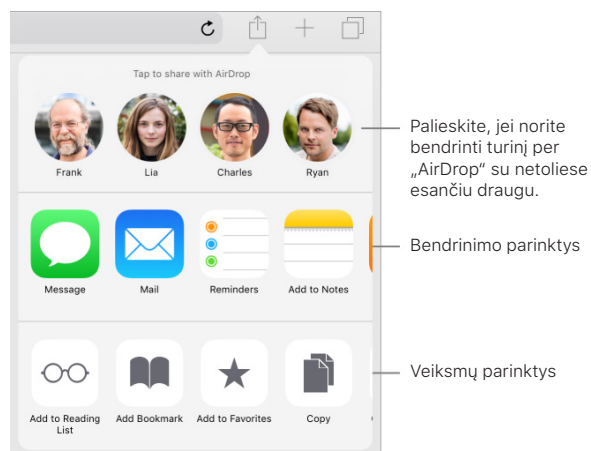 Tap to share with AirDrop
Frank
Lia
Charles
Ryan
Palieskite, jei norite
bendrinti turinį per
„AirDrop“ su netoliese
esančiu draugu.
Message
Mail
Reminders
Add to Notes
Bendrinimo parinktys
Add to Reading
List
Add Bookmark
Add to Favorites
Copy
Veiksmų parinktys